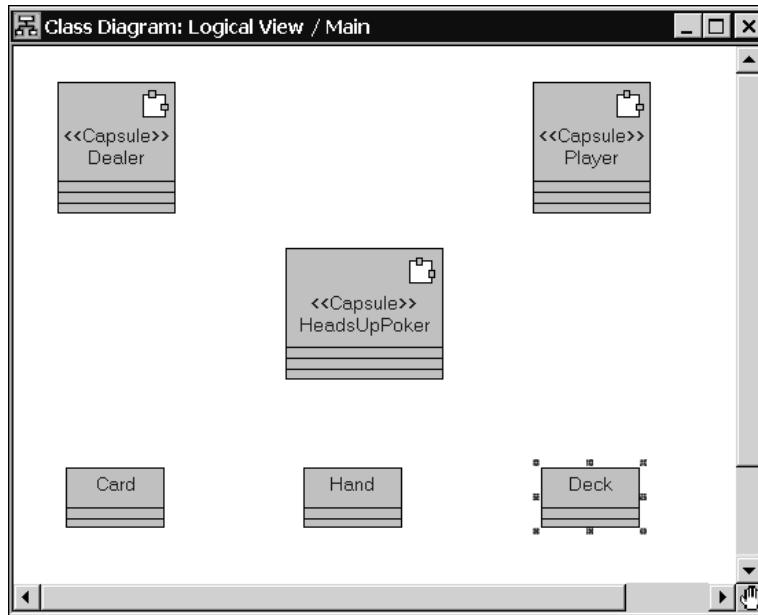 Class Diagram: Logical View / Main
<<Capsule>>
Dealer
<<Capsule>>
Player
<<Capsule>>
HeadsUpPoker
Card
Hand
Deck